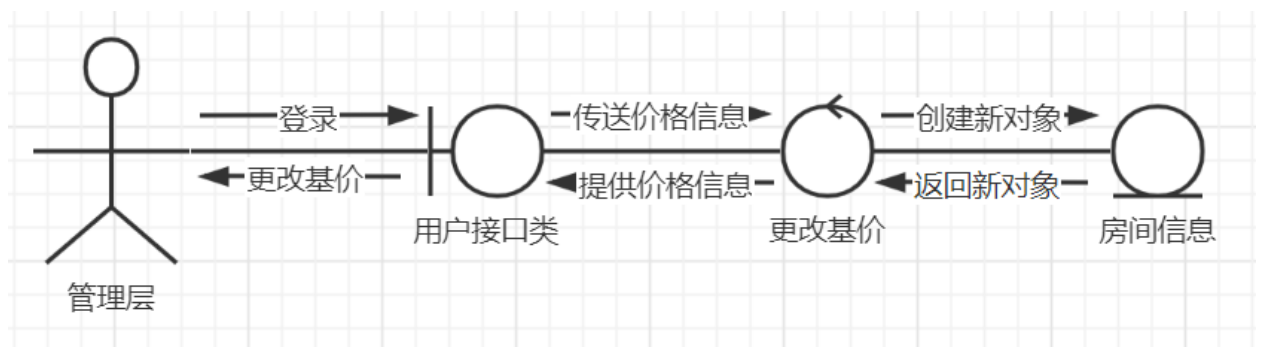 登录
传送价格信息
创建新对象
更改基价
提供价格信息
返回新对象
用户接口类
更改基价
房间信息
管理层